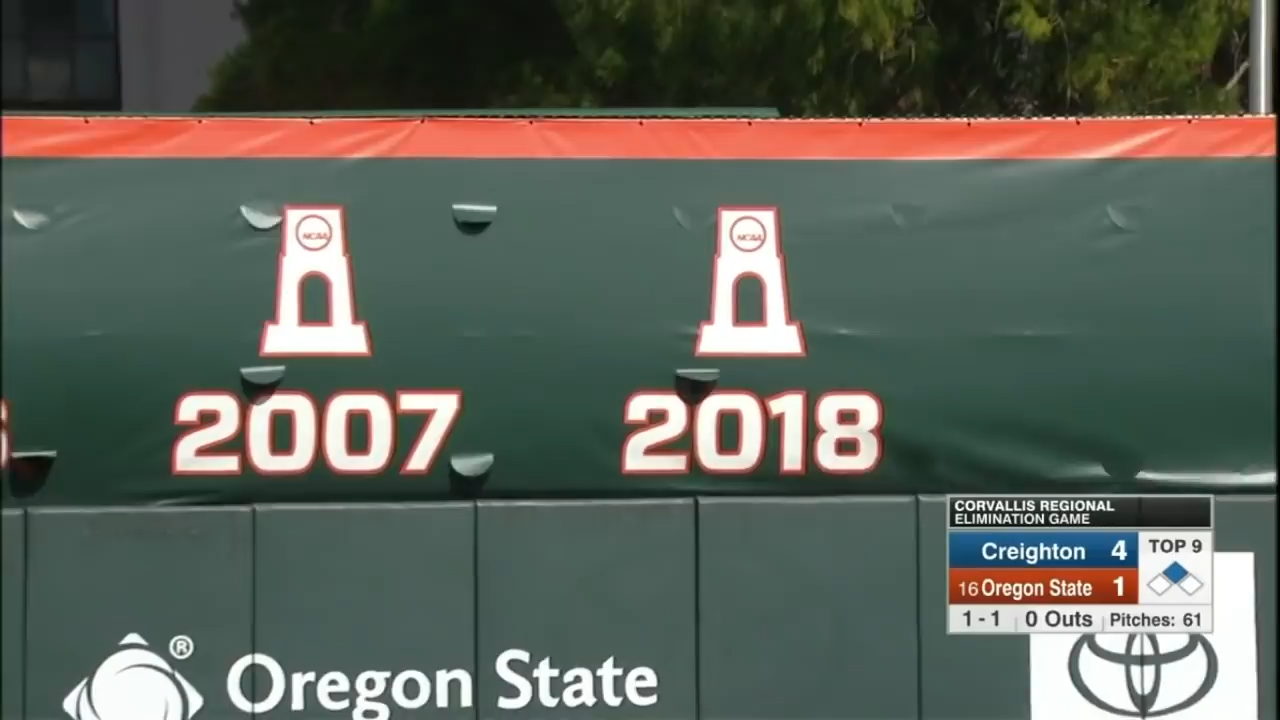 NCAA
NCAA
2007
2018
CORVALLIS REGIONAL
ELIMINATION GAME
Creighton 4 TOP 9
16 Oregon State 1
1 - 1 0 Outs Pitches: 61
® Oregon State